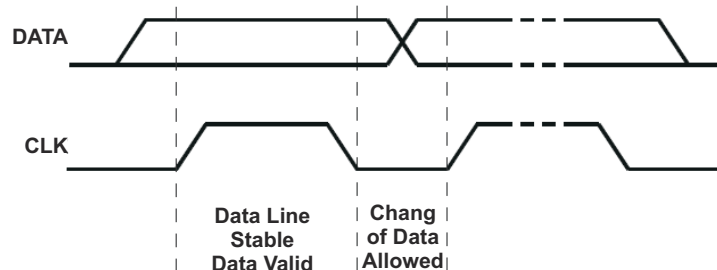 DATA
CLK
Data Line
Stable
Data Valid
Chang
of Data
Allowed